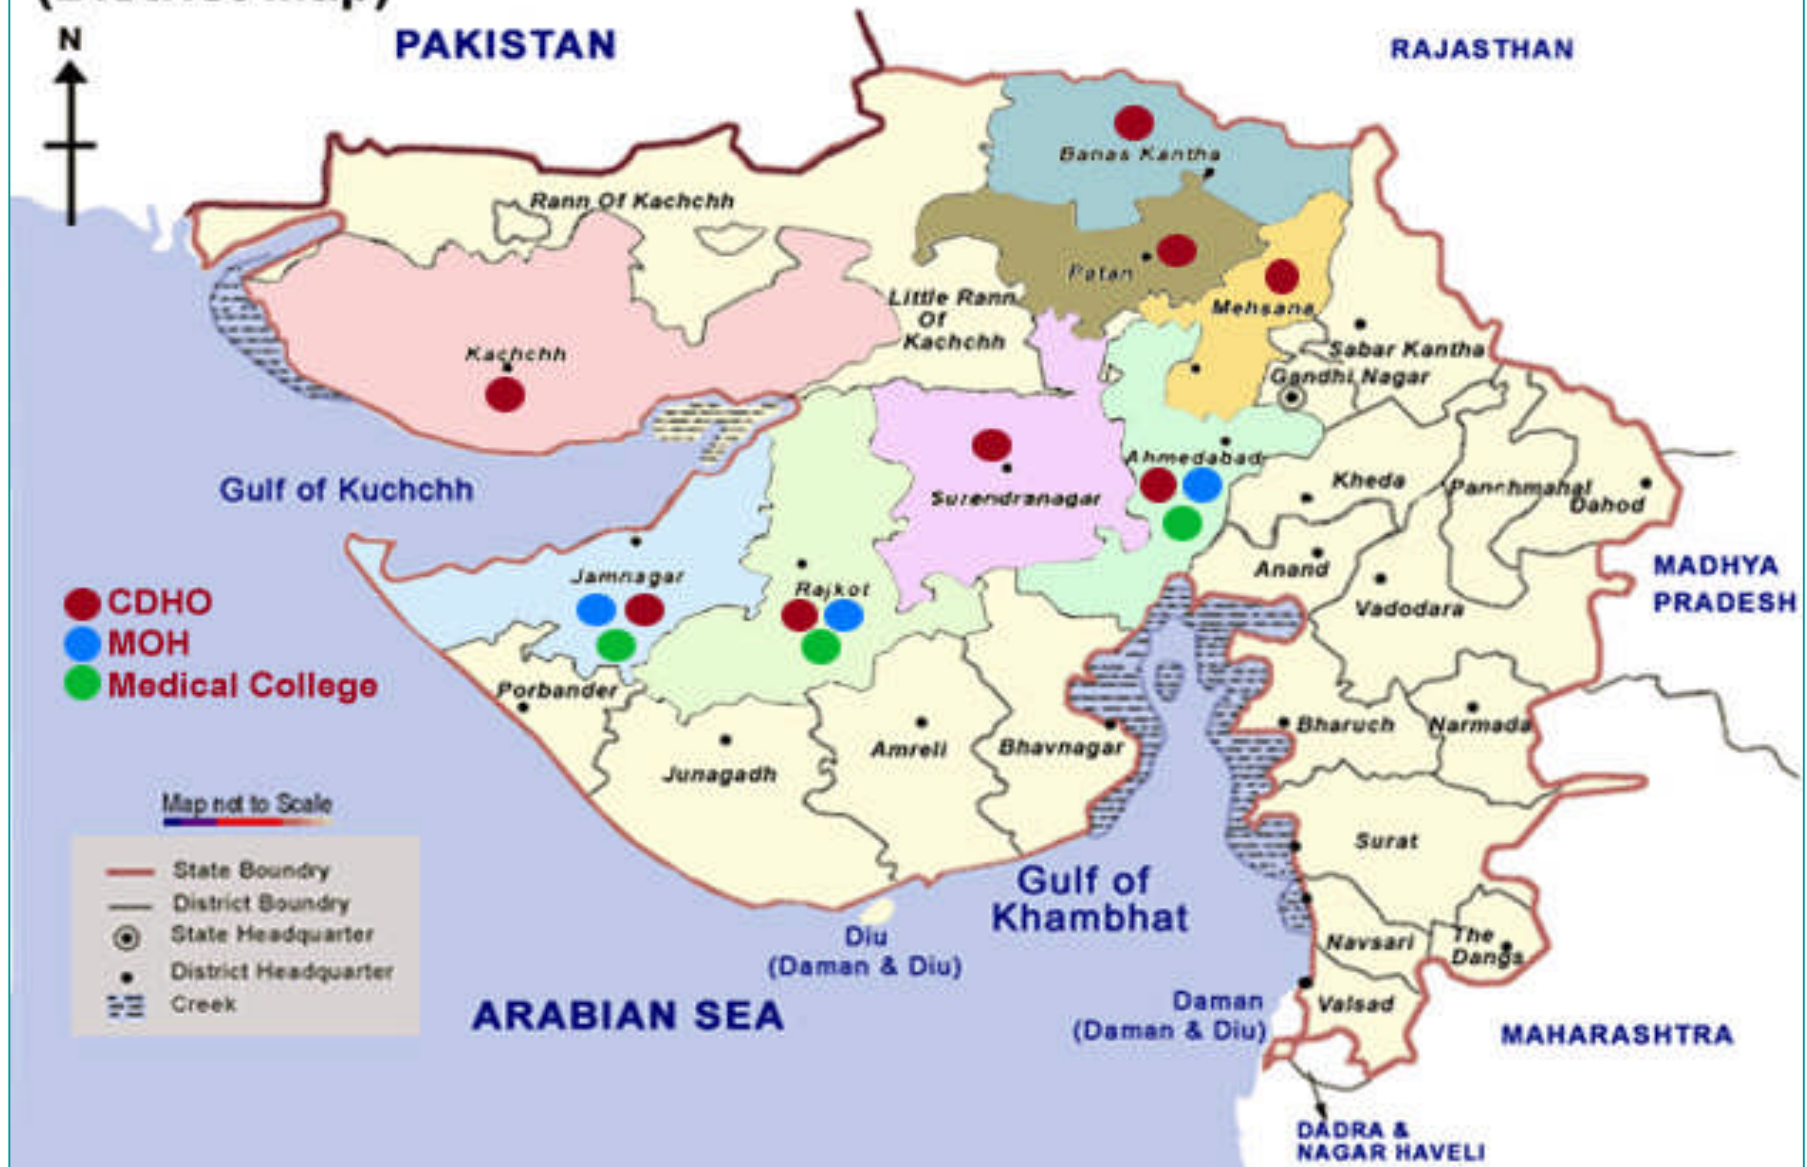 N
PAKISTAN
RAJASTHAN
Banas Kantha
Rann Of Kachchh
Patan
Mehsana
Little Rann
Of
Kachchh
Kachchh
Sabar Kantha
Gandhi Nagar
Gulf of Kuchchh
Ahmedabad
Surendranagar
Kheda
Panchmahal
Dahod
Jamnagar
Rajkot
Anand
Vadodara
MADHYA
PRADESH
CDHO
MOH
Medical College
Porbander
Junagadh
Amreli
Bhavnagar
Bharuch
Narmada
Map not to Scale
Surat
State Boundry
District Boundry
State Headquarter
District Headquarter
Creek
Gulf of
Khambhat
Diu
(Daman & Diu)
Navsari
The
Dangs
ARABIAN SEA
Daman
(Daman & Diu)
Valsad
MAHARASHTRA
DADRA &
NAGAR HAVELI